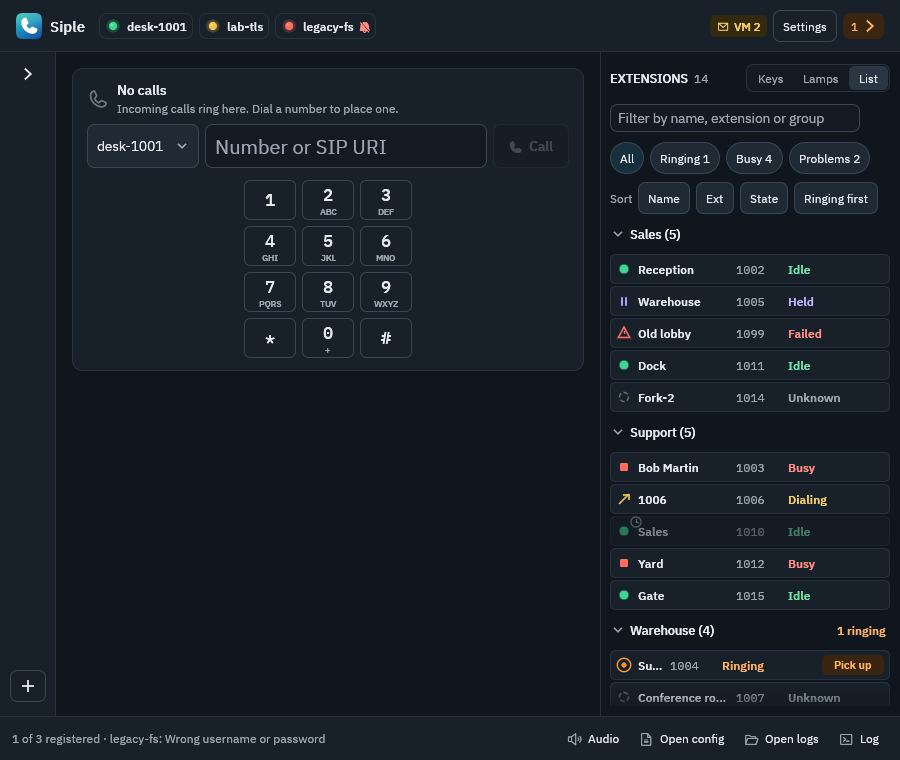 Siple
desk-1001
lab-tls
legacy-fs
VM 2
Settings
1
No calls
Incoming calls ring here. Dial a number to place one.
desk-1001
Number or SIP URI
Call
1
2
ABC
3
DEF
4
GHI
5
JKL
6
MNO
7
PQRS
8
TUV
9
WXYZ
*
0
+
#
EXTENSIONS 14
Keys
Lamps
List
Filter by name, extension or group
All
Ringing 1
Busy 4
Problems 2
Sort
Name
Ext
State
Ringing first
Sales (5)
Reception 1002 Idle
Warehouse 1005 Held
Old lobby 1099 Failed
Dock 1011 Idle
Fork-2 1014 Unknown
Support (5)
Bob Martin 1003 Busy
1006 1006 Dialing
Sales 1010 Idle
Yard 1012 Busy
Gate 1015 Idle
Warehouse (4) 1 ringing
Su... 1004 Ringing Pick up
Conference ro... 1007 Unknown
1 of 3 registered · legacy-fs: Wrong username or password
Audio
Open config
Open logs
Log